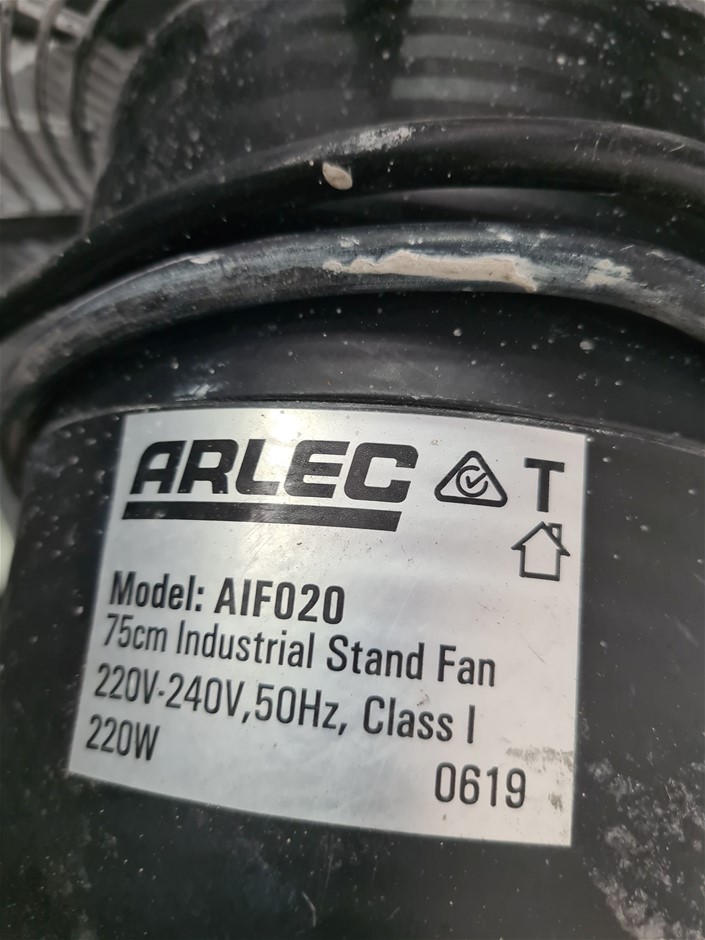 ARLEC T
Model: AIF020
75cm Industrial Stand Fan
220V-240V,50Hz, Class I
220W
0619